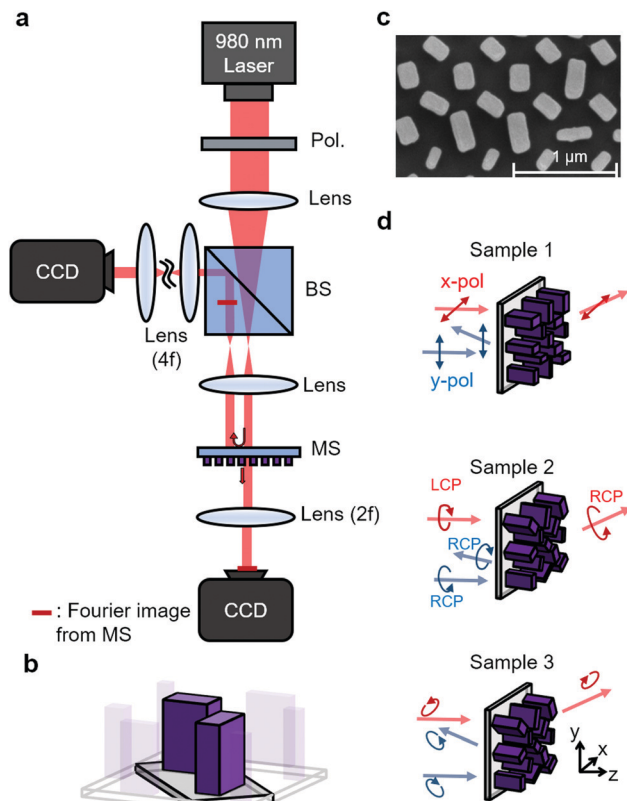 a
980 nm
Laser
Pol.
Lens
CCD
BS
Lens
(4f)
Lens
MS
Lens (2f)
CCD
: Fourier image
from MS
b
c
1 µm
d
Sample 1
x-pol
y-pol
Sample 2
LCP
RCP
RCP
RCP
Sample 3
y
x
z